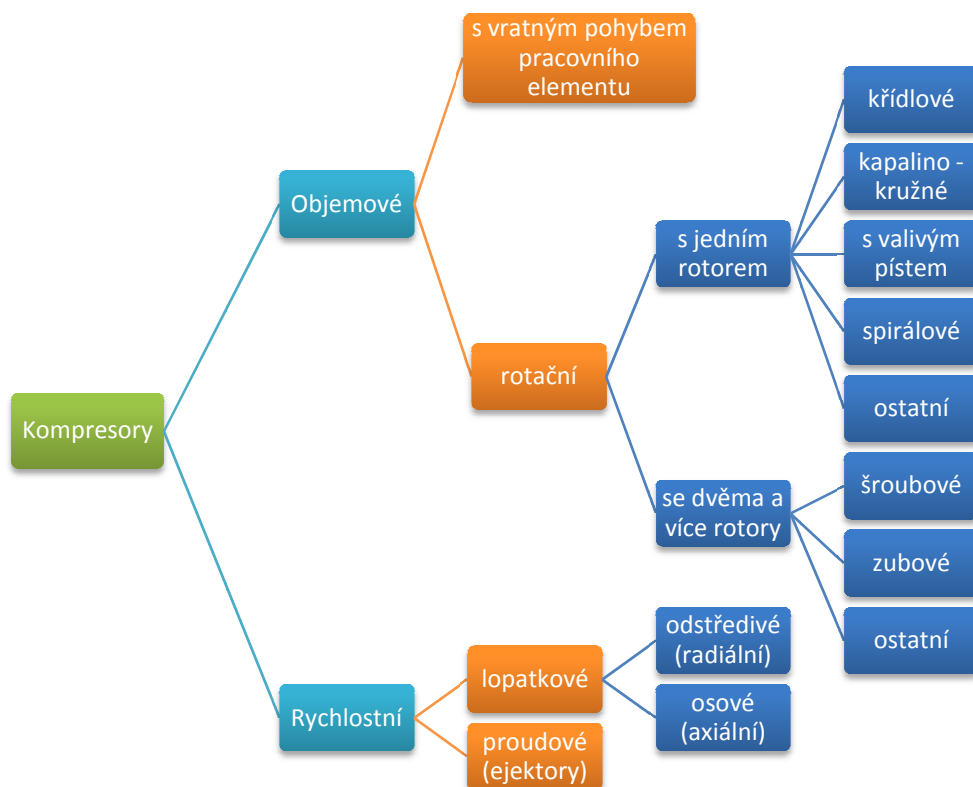 s vratným pohybem
pracovního
elementu
křídlové
kapalino -
kružné
Objemové
s jedním
rotorem
s valivým
pístem
spirálové
rotační
ostatní
Kompresory
se dvěma a
více rotory
šroubové
zubové
ostatní
odstředivé
(radiální)
lopatkové
Rychlostní
osové
(axiální)
proudové
(ejektory)